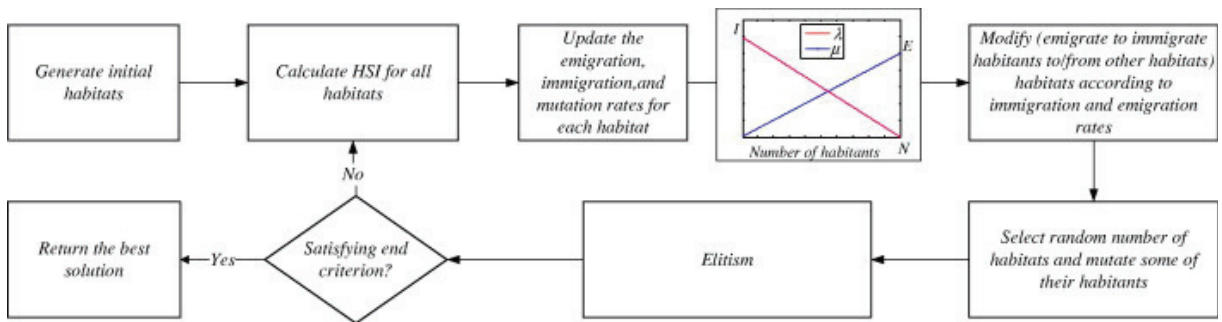 Generate initial
habitats
Calculate HSI for all
habitats
Update the
emigration,
immigration,and
mutation rates for
each habitat
I
λ
μ
E
Number of habitants
N
Modify (emigrate to immigrate
habitants to/from other habitats)
habitats according to
immigration and emigration
rates
Select random number of
habitats and mutate some of
their habitants
Elitism
Satisfying end
criterion?
No
Yes
Return the best
solution